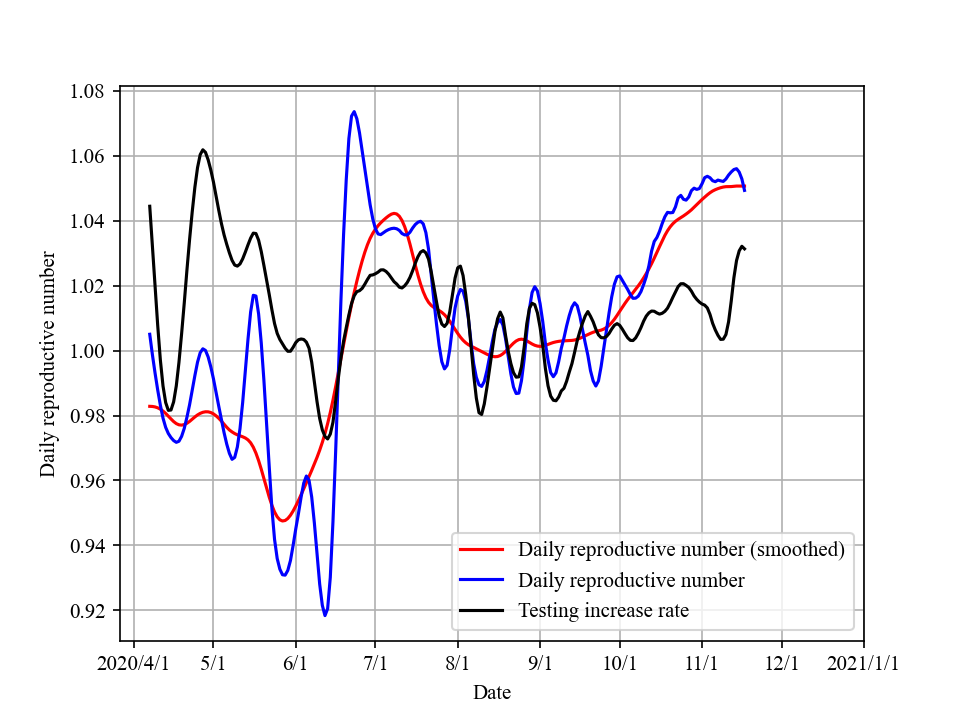 1.08
1.06
1.04
1.02
1.00
0.98
0.96
0.94
0.92
Daily reproductive number
Daily reproductive number (smoothed)
Daily reproductive number
Testing increase rate
2020/4/1 5/1 6/1 7/1 8/1 9/1 10/1 11/1 12/1 2021/1/1
Date